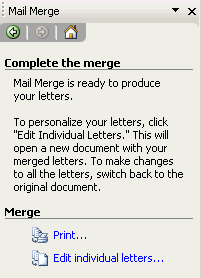 Mail Merge
Complete the merge
Mail Merge is ready to produce
your letters.
To personalize your letters, click
"Edit Individual Letters." This will
open a new document with your
merged letters. To make changes
to all the letters, switch back to the
original document.
Merge
Print...
Edit individual letters...